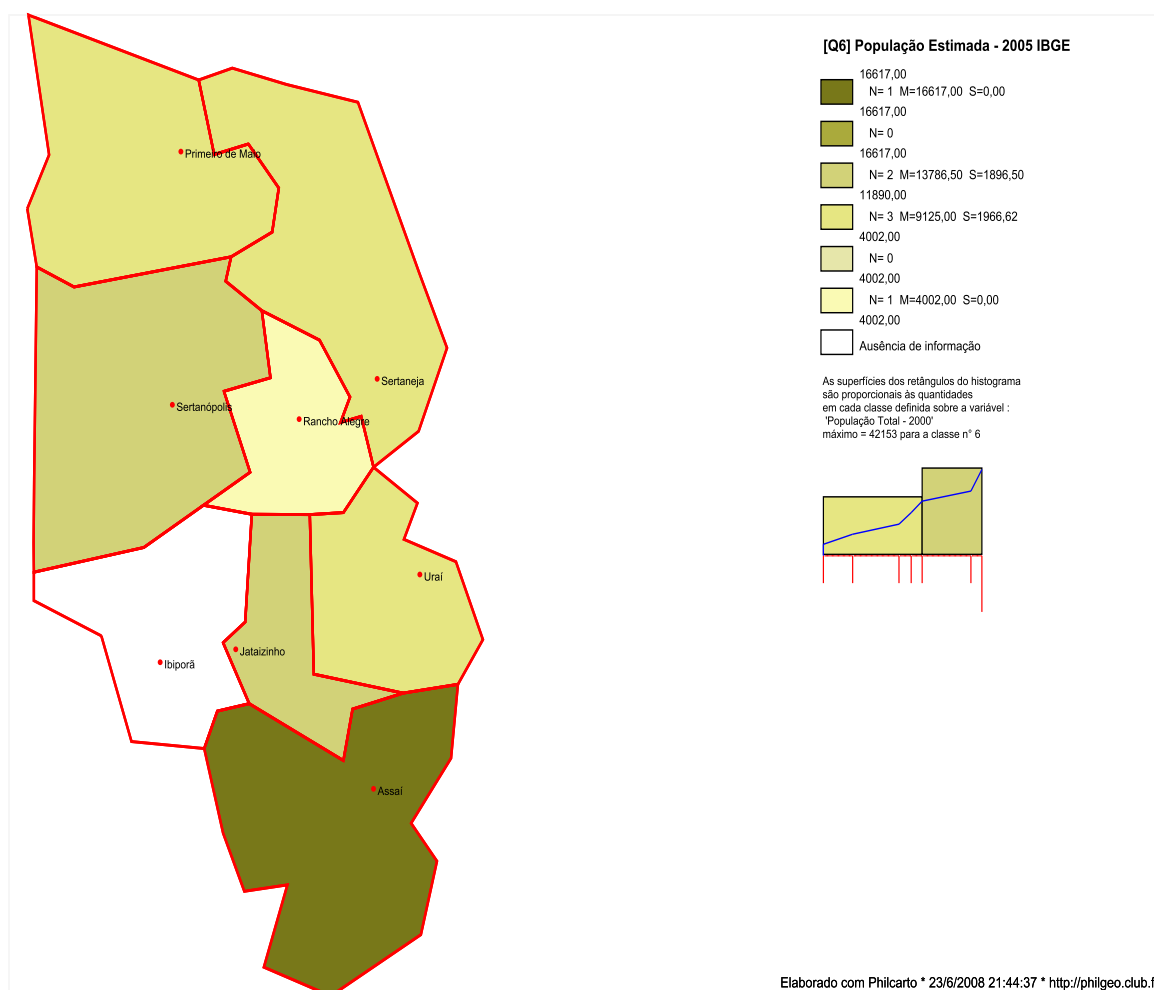 [Q6] População Estimada - 2005 IBGE
16617,00
N= 1 M=16617,00 S=0,00
16617,00
N= 0
16617,00
N= 2 M=13786,50 S=1896,50
11890,00
N= 3 M=9125,00 S=1966,62
4002,00
N= 0
4002,00
N= 1 M=4002,00 S=0,00
4002,00
Ausência de informação
As superfícies dos retângulos do histograma
são proporcionais às quantidades
em cada classe definida sobre a variável :
'População Total - 2000'
máximo = 42153 para a classe n° 6
Primeiro de Maio
Sertaneja
Sertanópolis
Rancho Alegre
Uraí
Jataizinho
Ibiporã
Assaí
Elaborado com Philcarto * 23/6/2008 21:44:37 * http://philgeo.club.f